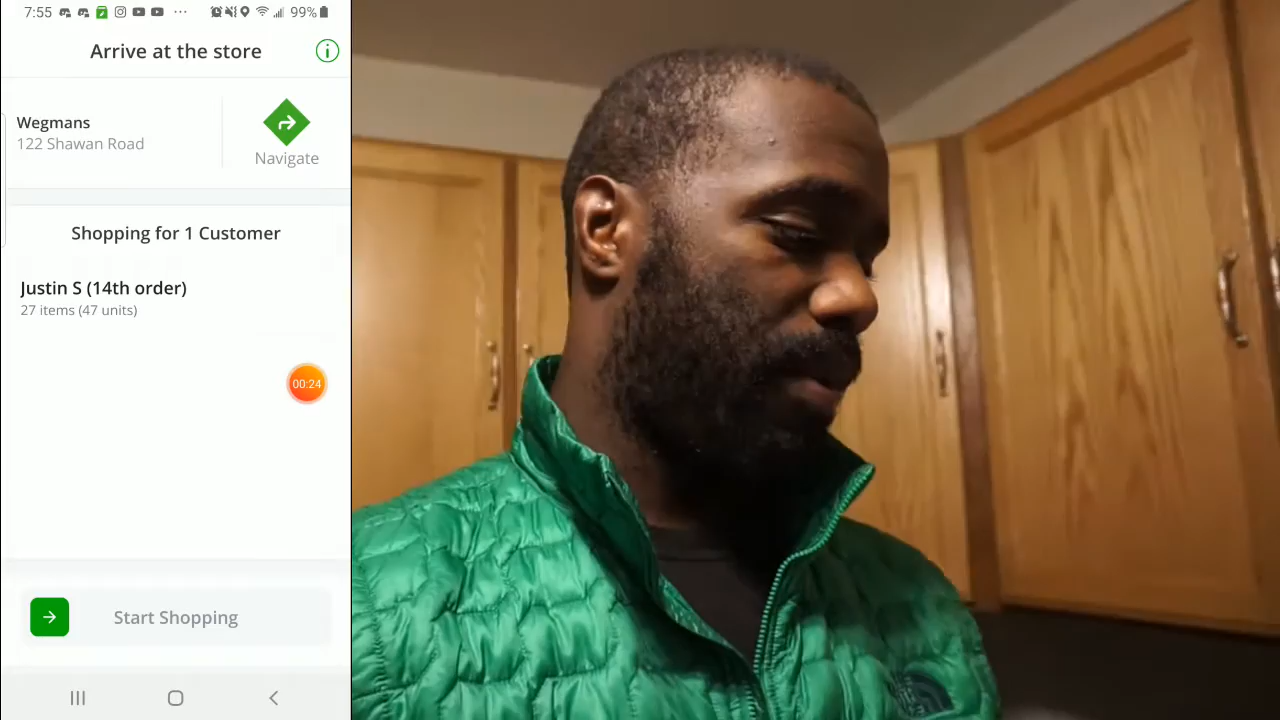 7:55
99%
Arrive at the store
Wegmans
122 Shawan Road
Navigate
Shopping for 1 Customer
Justin S (14th order)
27 items (47 units)
00:24
Start Shopping